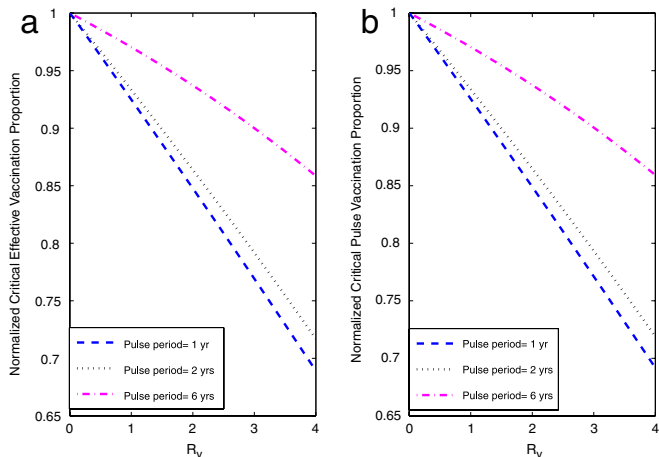 a
Normalized Critical Effective Vaccination Proportion
1
0.95
0.9
0.85
0.8
0.75
0.7
0.65
Pulse period= 1 yr
Pulse period= 2 yrs
Pulse period= 6 yrs
0 1 2 3 4
Rv
b
Normalized Critical Pulse Vaccination Proportion
1
0.95
0.9
0.85
0.8
0.75
0.7
0.65
Pulse period= 1 yr
Pulse period= 2 yrs
Pulse period= 6 yrs
0 1 2 3 4
Rv